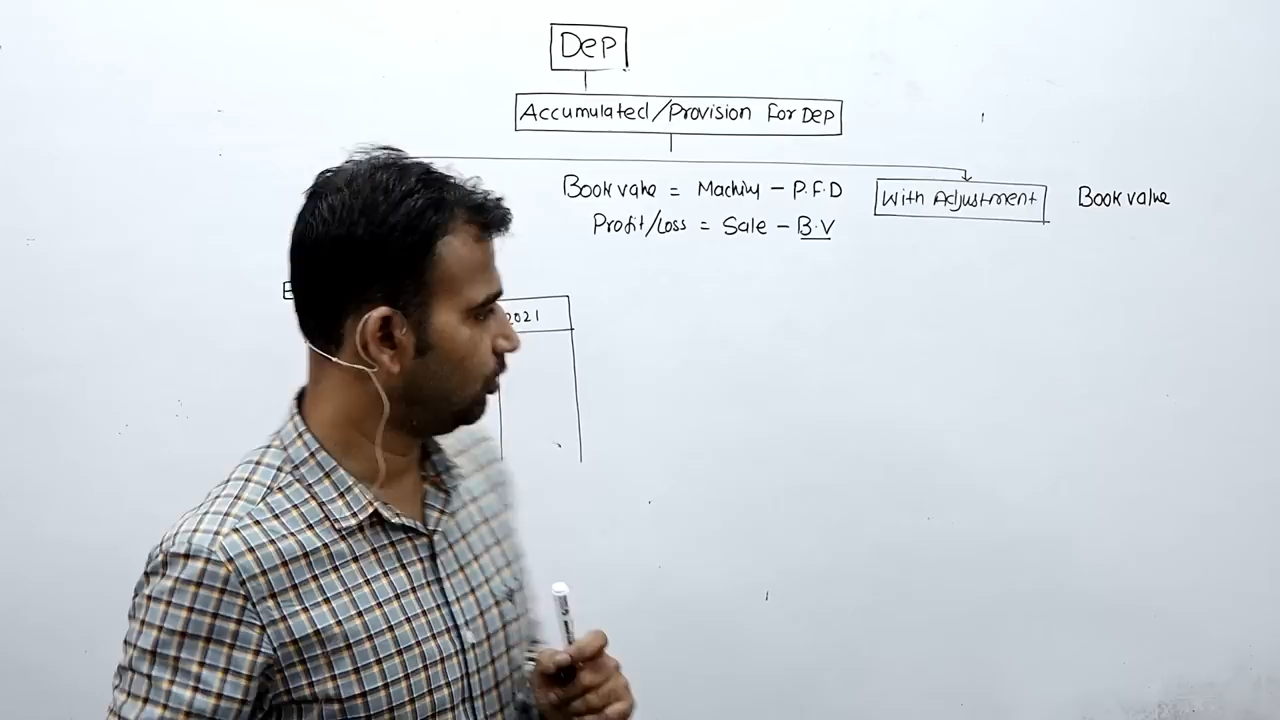 Dep
Accumulated/Provision For Dep
Book value = Machiny - P.F.D
With Adjustment
Book value
Profit/Loss = Sale - B.V
2021